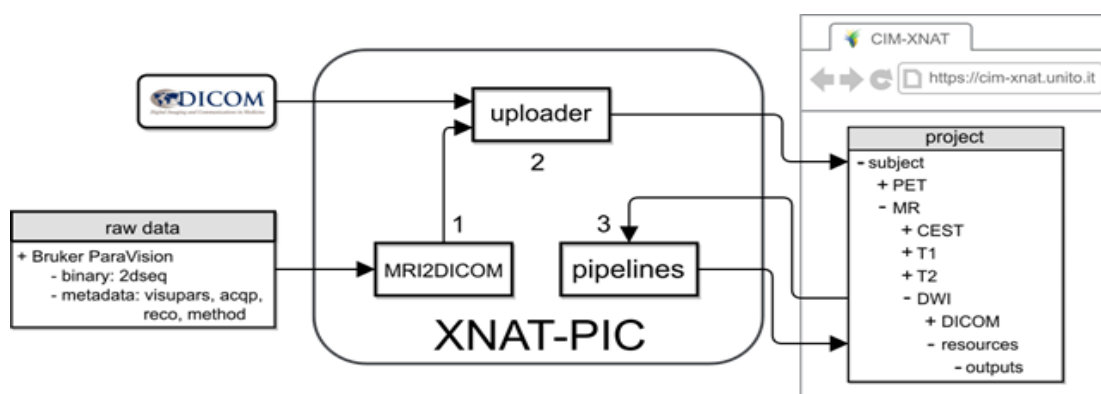 DICOM
Digital Imaging and Communications in Medicine
raw data
+ Bruker ParaVision
- binary: 2dseq
- metadata: visupars, acqp,
reco, method
uploader
2
1
3
MRI2DICOM
pipelines
XNAT-PIC
CIM-XNAT
https://cim-xnat.unito.it
project
- subject
+ PET
- MR
+ CEST
+ T1
+ T2
- DWI
+ DICOM
- resources
- outputs